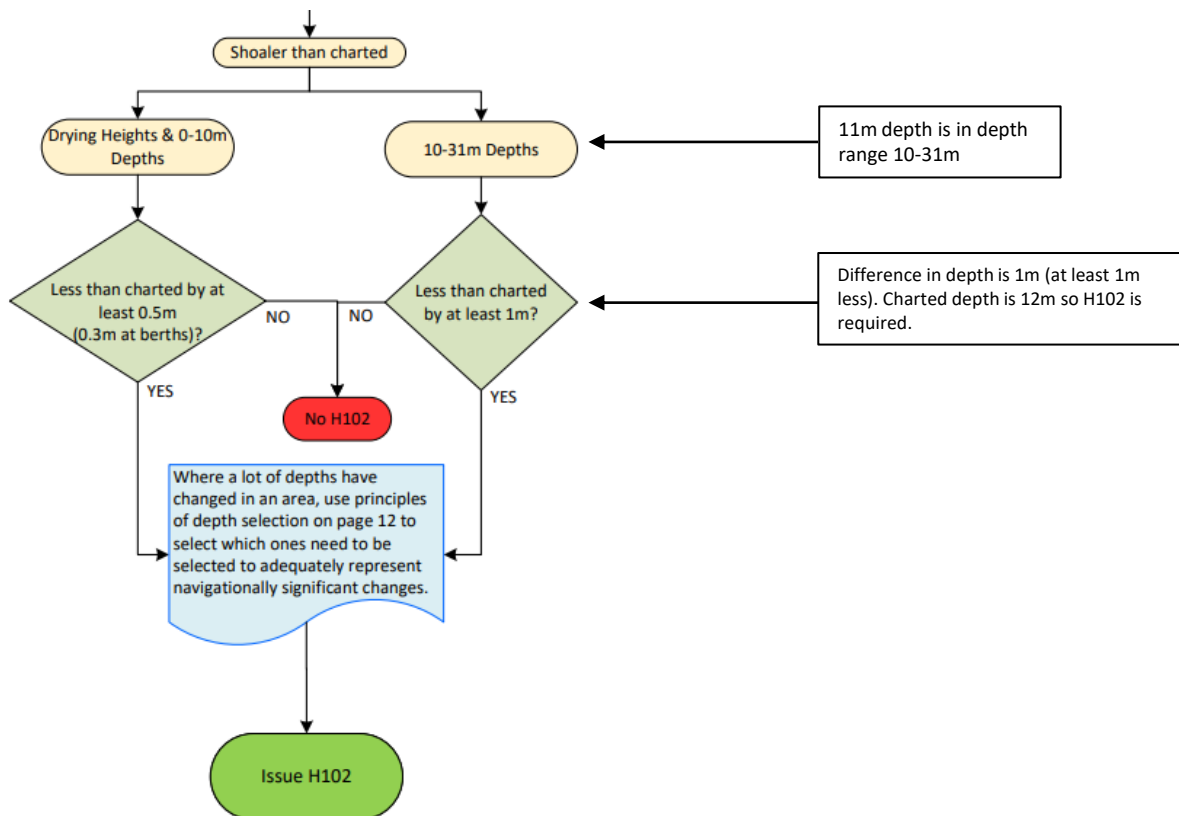 Shoaler than charted
Drying Heights & 0-10m
Depths
10-31m Depths
11m depth is in depth
range 10-31m
Less than charted by at
least 0.5m
(0.3m at berths)?
NO
NO
Less than charted
by at least 1m?
Difference in depth is 1m (at least 1m
less). Charted depth is 12m so H102 is
required.
YES
YES
No H102
Where a lot of depths have
changed in an area, use principles
of depth selection on page 12 to
select which ones need to be
selected to adequately represent
navigationally significant changes.
Issue H102